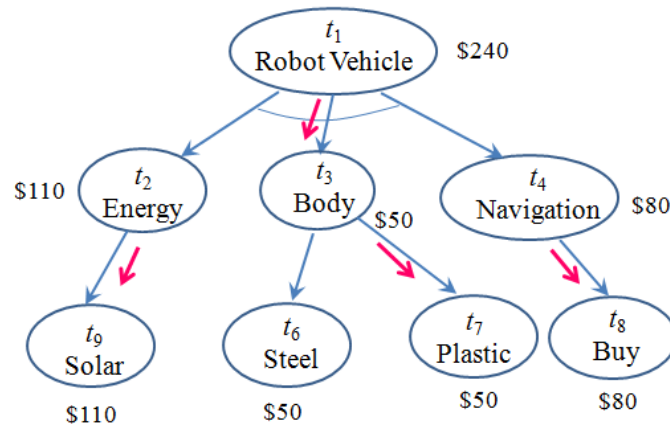 t1
Robot Vehicle
$240
t2
Energy
$110
t3
Body
$50
t4
Navigation
$80
t9
Solar
$110
t6
Steel
$50
t7
Plastic
$50
t8
Buy
$80